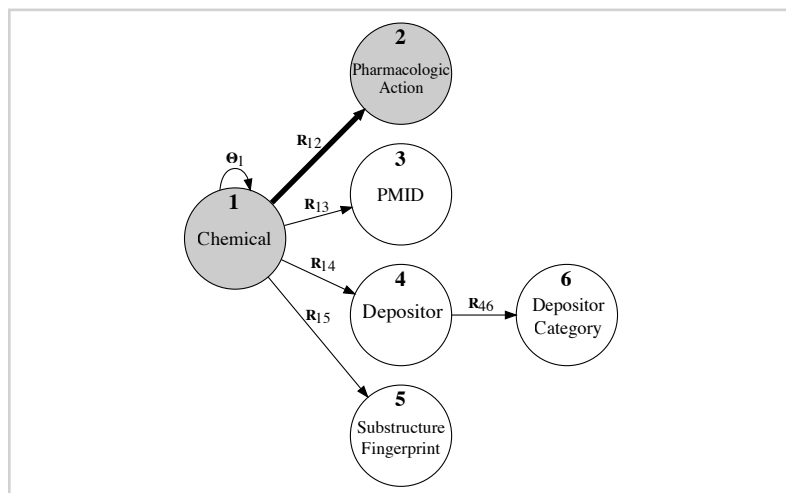 2
Pharmacologic
Action
R12
Θ1
3
PMID
1
Chemical
R13
R14
4
Depositor
R46
6
Depositor
Category
R15
5
Substructure
Fingerprint